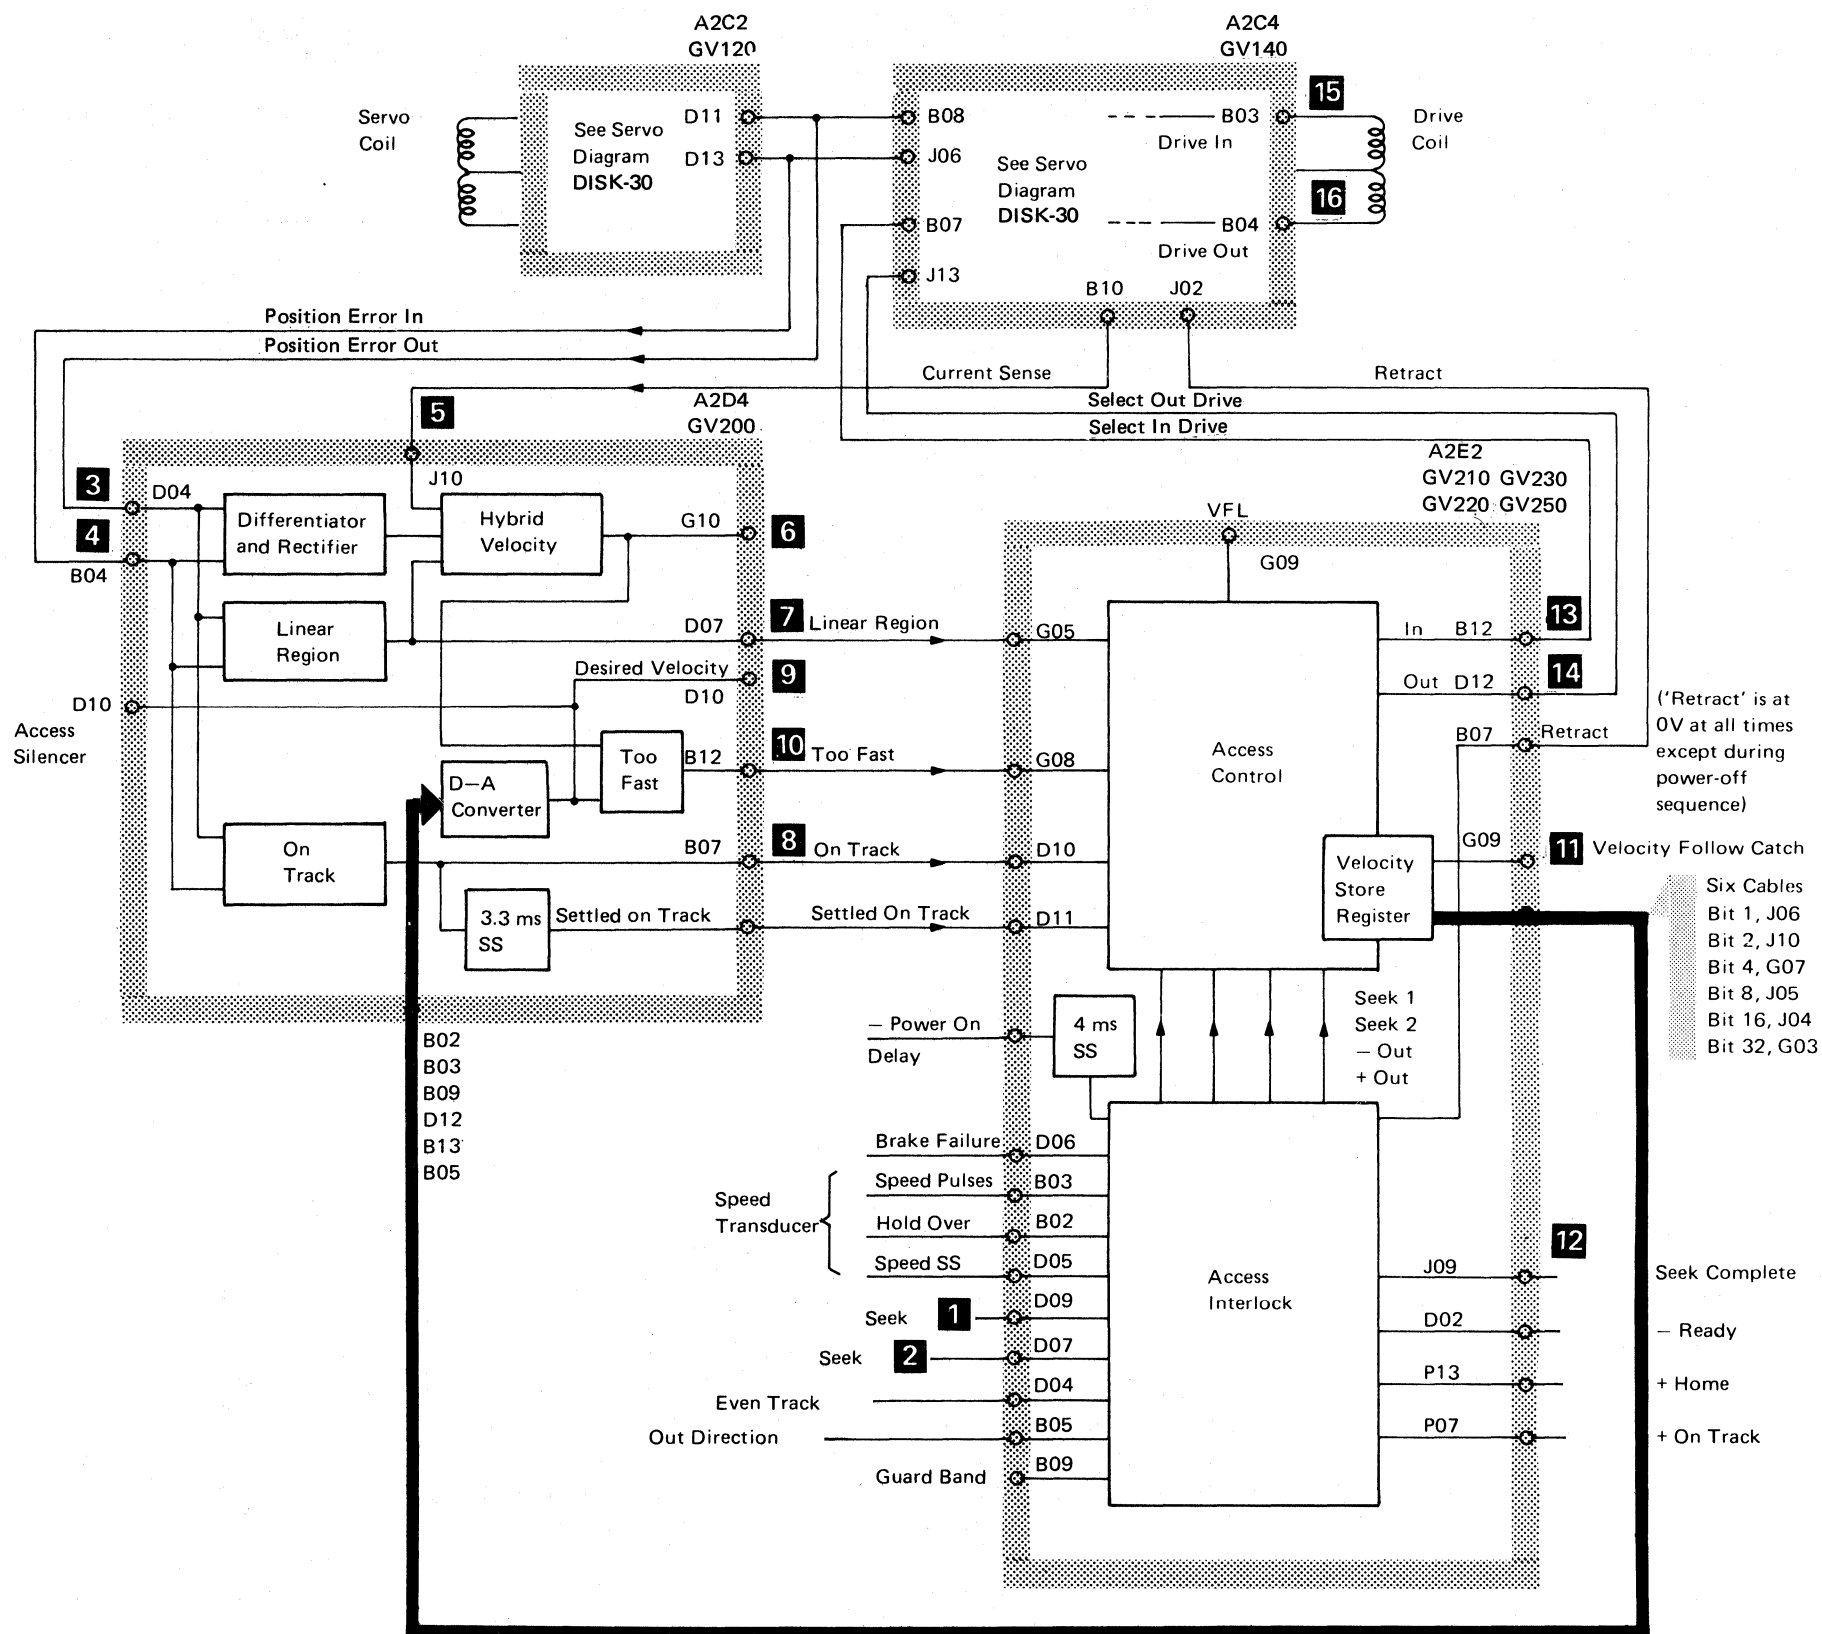 A2C2
GV120
A2C4
GV140
Servo
Coil
See Servo
Diagram
DISK-30
D11
D13
B08
J06
B07
J13
See Servo
Diagram
DISK-30
B03
Drive In
B04
Drive Out
B10
J02
15
16
Drive
Coil
Position Error In
Position Error Out
Current Sense
Retract
Select Out Drive
Select In Drive
5
A2D4
GV200
A2E2
GV210 GV230
GV220 GV250
3
4
D04
B04
J10
Differentiator
and Rectifier
Hybrid
Velocity
G10
6
VFL
G09
Linear
Region
D07
7
Linear Region
G05
Desired Velocity
D10
9
D10
Access
Silencer
D—A
Converter
Too
Fast
B12
10
Too Fast
G08
On
Track
B07
8
On Track
D10
3.3 ms
SS
Settled on Track
Settled On Track
D11
Access
Control
In B12
13
Out D12
14
B07
Retract
('Retract' is at
0V at all times
except during
power-off
sequence)
Velocity
Store
Register
G09
11
Velocity Follow Catch
Six Cables
Bit 1, J06
Bit 2, J10
Bit 4, G07
Bit 8, J05
Bit 16, J04
Bit 32, G03
B02
B03
B09
D12
B13
B05
— Power On
Delay
4 ms
SS
Seek 1
Seek 2
— Out
+ Out
Brake Failure
D06
Speed
Transducer
Speed Pulses
B03
Hold Over
B02
Speed SS
D05
Seek
1
D09
Seek
2
D07
Even Track
D04
Out Direction
B05
Guard Band
B09
Access
Interlock
12
J09
Seek Complete
D02
— Ready
P13
+ Home
P07
+ On Track